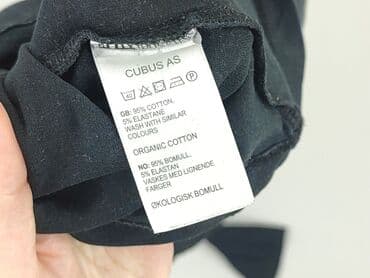 CUBUS AS
40 P
GB: 95% COTTON,
5% ELASTANE
WASH WITH SIMILAR
COLOURS
ORGANIC COTTON
NO: 95% BOMULL,
5% ELASTAN
VASKES MED LIGNENDE
FARGER
ØKOLOGISK BOMULL